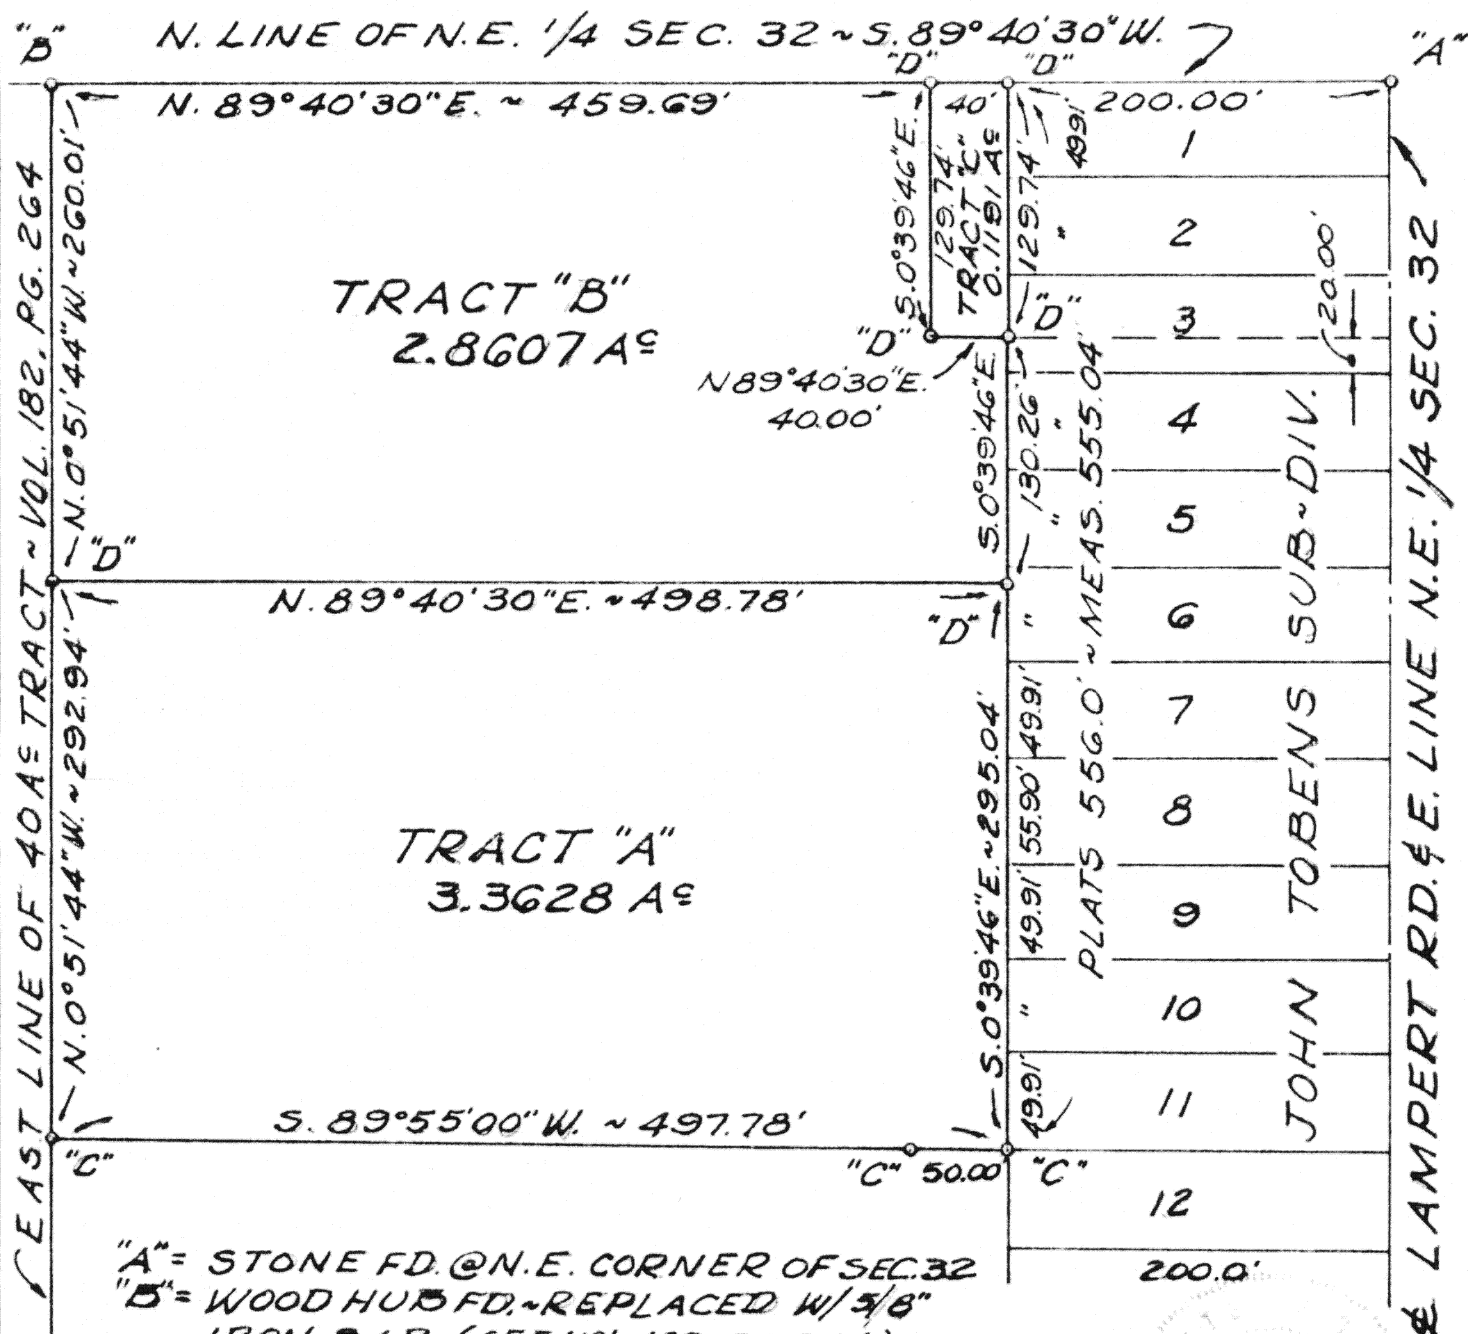 "B"
N. LINE OF N.E. 1/4 SEC. 32 ~ S. 89° 40' 30" W.
"A"
"D"
"D"
N. 89° 40' 30" E. ~ 459.69'
40'
200.00'
EAST LINE OF 40 Ac TRACT ~ VOL. 182, PG. 264
N. 0° 51' 44" W. ~ 260.01'
TRACT "B"
2.8607 Ac
S. 0° 39' 46" E.
129.74'
TRACT "C"
0.1191 Ac
129.74'
49.91'
1
"
2
3
20.00'
"D"
"D"
N 89° 40' 30" E.
40.00'
S. 0° 39' 46" E.
130.26'
"
4
"
5
"
6
"D"
N. 89° 40' 30" E. ~ 498.78'
"D"
N. 0° 51' 44" W. ~ 292.94'
TRACT "A"
3.3628 Ac
S. 0° 39' 46" E. ~ 295.04'
49.91'
7
55.90'
8
49.91'
9
"
10
49.91'
11
PLATS 556.0' ~ MEAS. 555.04'
JOHN TOBENS SUB~DIV.
℄ LAMPERT RD. & E. LINE N.E. 1/4 SEC. 32
S. 89° 55' 00" W. ~ 497.78'
"C"
"C" 50.00' "C"
12
200.0'
"A" = STONE FD. @ N.E. CORNER OF SEC. 32
"B" = WOOD HUB FD. ~ REPLACED W/ 5/8"